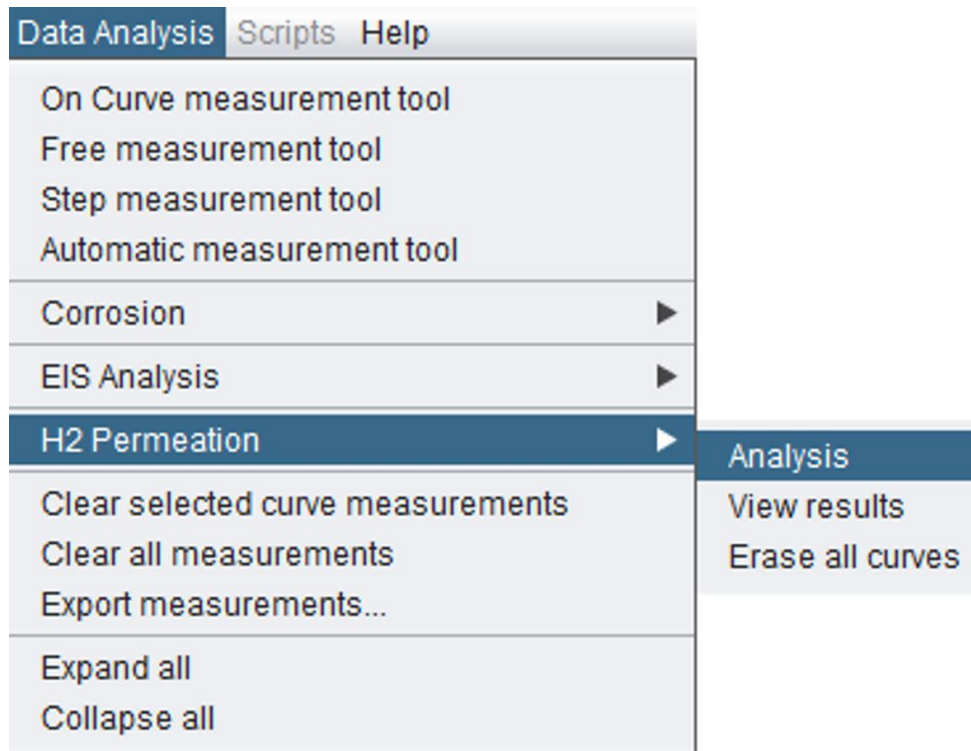 Data Analysis Scripts Help
On Curve measurement tool
Free measurement tool
Step measurement tool
Automatic measurement tool
Corrosion
EIS Analysis
H2 Permeation
Analysis
View results
Erase all curves
Clear selected curve measurements
Clear all measurements
Export measurements...
Expand all
Collapse all